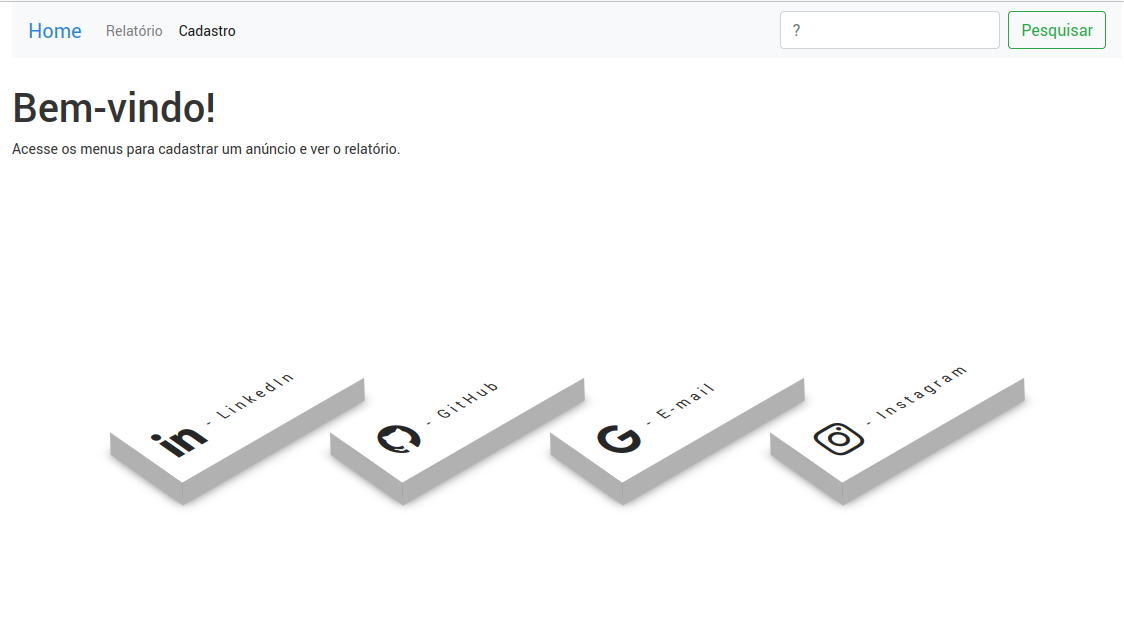 Home Relatório Cadastro ? Pesquisar
Bem-vindo!
Acesse os menus para cadastrar um anúncio e ver o relatório.
in - LinkedIn
- GitHub
G - E-mail
- Instagram